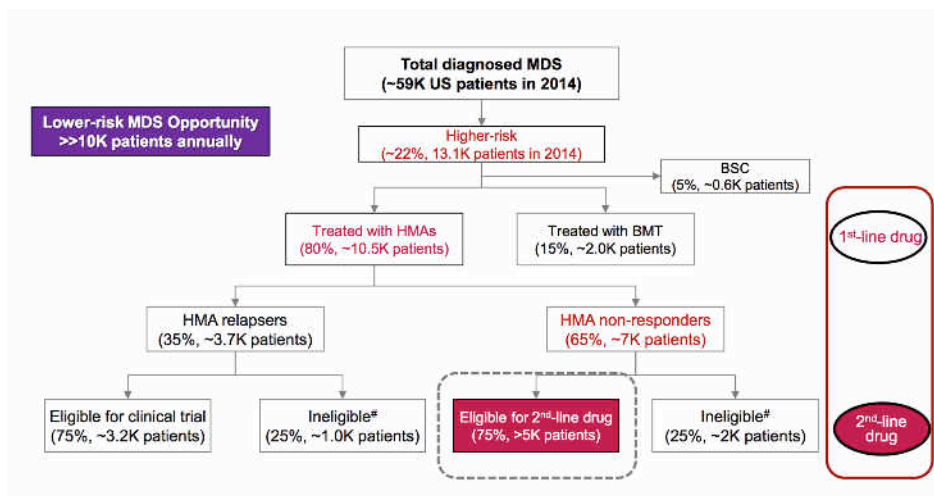 Total diagnosed MDS
(~59K US patients in 2014)
Lower-risk MDS Opportunity
>>10K patients annually
Higher-risk
(~22%, 13.1K patients in 2014)
BSC
(5%, ~0.6K patients)
Treated with HMAs
(80%, ~10.5K patients)
Treated with BMT
(15%, ~2.0K patients)
1st-line drug
HMA relapsers
(35%, ~3.7K patients)
HMA non-responders
(65%, ~7K patients)
Eligible for clinical trial
(75%, ~3.2K patients)
Ineligible#
(25%, ~1.0K patients)
Eligible for 2nd-line drug
(75%, >5K patients)
Ineligible#
(25%, ~2K patients)
2nd-line
drug